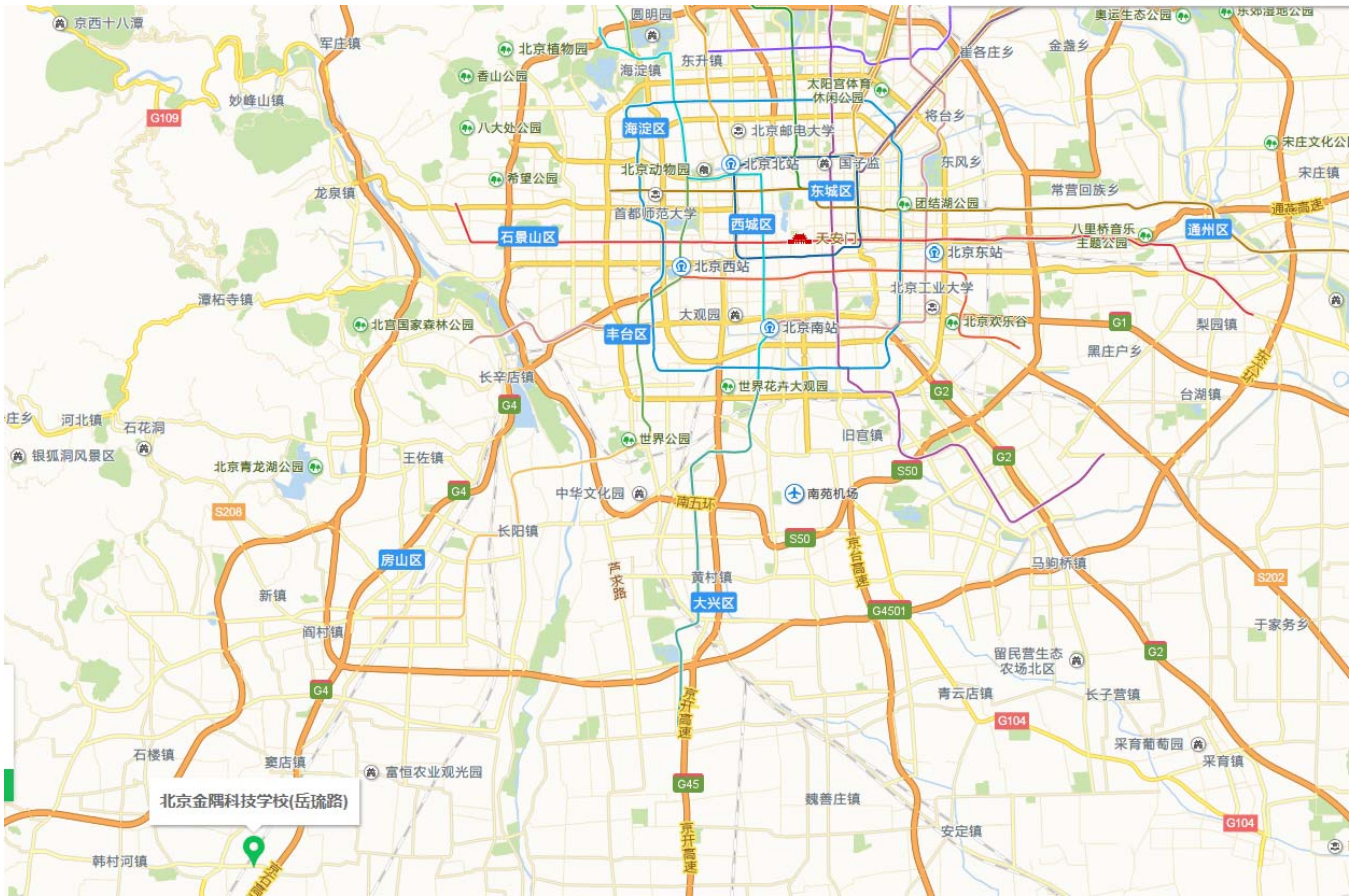 京西十八潭
军庄镇
北京植物园
圆明园
奥运生态公园
东郊湿地公园
海淀镇
东升镇
崔各庄乡
金盏乡
香山公园
妙峰山镇
G109
太阳宫体育
休闲公园
将台乡
八大处公园
海淀区
北京邮电大学
宋庄文化公
北京动物园
北京北站
国子监
东风乡
宋庄镇
龙泉镇
希望公园
东城区
常营回族乡
首都师范大学
西城区
团结湖公园
通燕高速
石景山区
天安门
八里桥音乐
主题公园
通州区
北京西站
北京东站
潭柘寺镇
北京工业大学
北宫国家森林公园
丰台区
大观园
北京南站
北京欢乐谷
G1
梨园镇
黑庄户乡
长辛店镇
世界花卉大观园
G2
东六环
台湖镇
G4
庄乡
河北镇
石花洞
世界公园
旧宫镇
银狐洞风景区
北京青龙湖公园
王佐镇
S50
G2
G4
中华文化园
南五环
南苑机场
S208
长阳镇
S50
京台高速
房山区
芦求路
黄村镇
马驹桥镇
S202
新镇
大兴区
G4501
阎村镇
于家务乡
留民营生态
农场北区
G2
G4
京开高速
青云店镇
长子营镇
G104
石楼镇
窦店镇
富恒农业观光园
采育葡萄园
采育镇
G45
北京金隅科技学校(岳琉路)
魏善庄镇
G104
京开高速
安定镇
韩村河镇
京石高